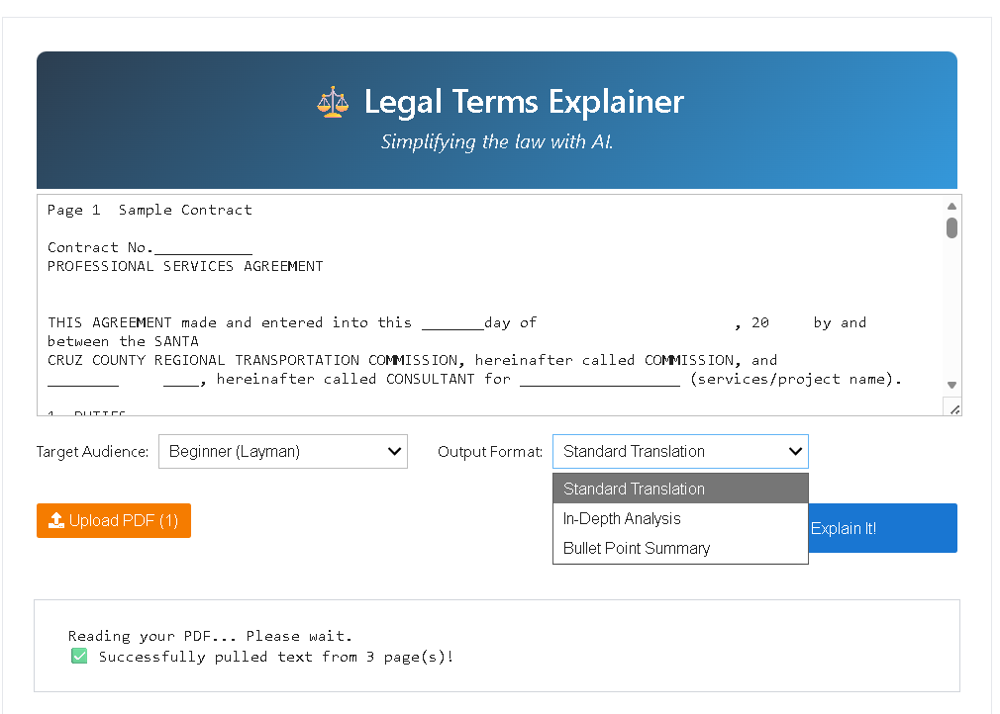 Legal Terms Explainer
Simplifying the law with AI.
Page 1  Sample Contract
Contract No.___________
PROFESSIONAL SERVICES AGREEMENT
THIS AGREEMENT made and entered into this _______day of                      , 20     by and
between the SANTA
CRUZ COUNTY REGIONAL TRANSPORTATION COMMISSION, hereinafter called COMMISSION, and
________     ____, hereinafter called CONSULTANT for __________________ (services/project name).
1  DUTIES
Target Audience: Beginner (Layman) Output Format: Standard Translation
Standard Translation
In-Depth Analysis
Bullet Point Summary
Upload PDF (1) Explain It!
Reading your PDF... Please wait.
✅ Successfully pulled text from 3 page(s)!